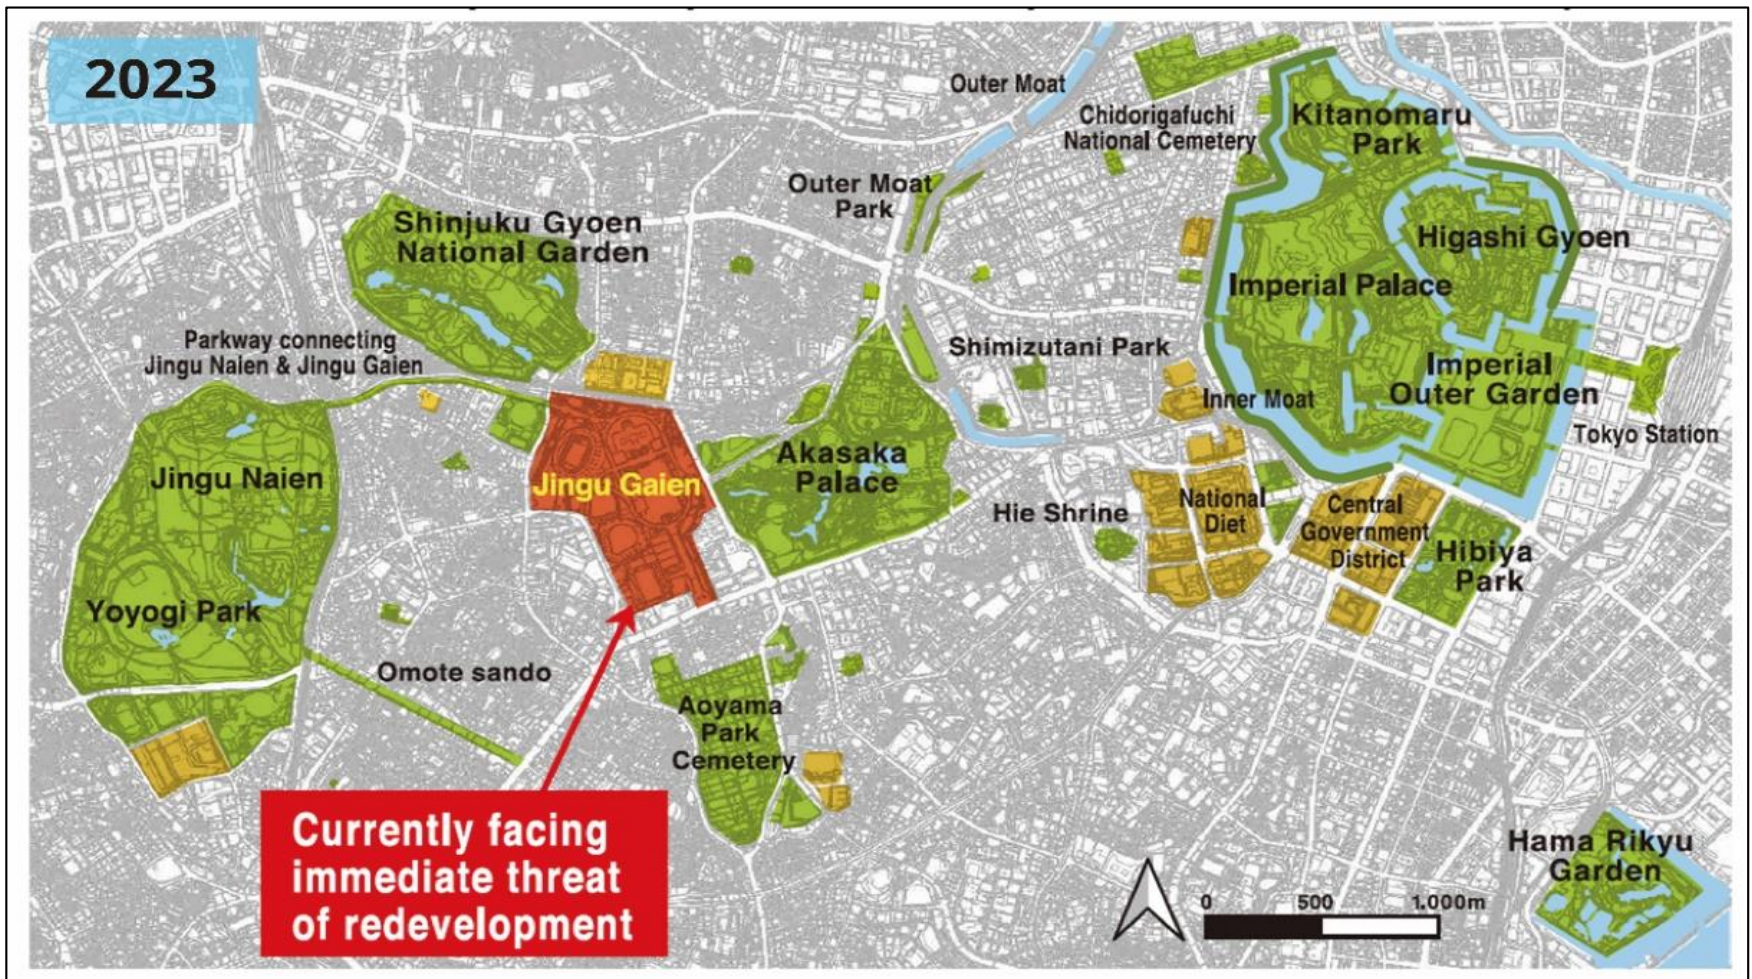 2023
Outer Moat
Chidorigafuchi
National Cemetery
Kitanomaru
Park
Outer Moat
Park
Shinjuku Gyoen
National Garden
Higashi Gyoen
Imperial Palace
Parkway connecting
Jingu Naien & Jingu Gaien
Shimizutani Park
Imperial
Outer Garden
Inner Moat
Tokyo Station
Jingu Naien
Jingu Gaien
Akasaka
Palace
Hie Shrine
National
Diet
Central
Government
District
Hibiya
Park
Yoyogi Park
Omote sando
Aoyama
Park
Cemetery
Currently facing
immediate threat
of redevelopment
Hama Rikyu
Garden
0 500 1.000m